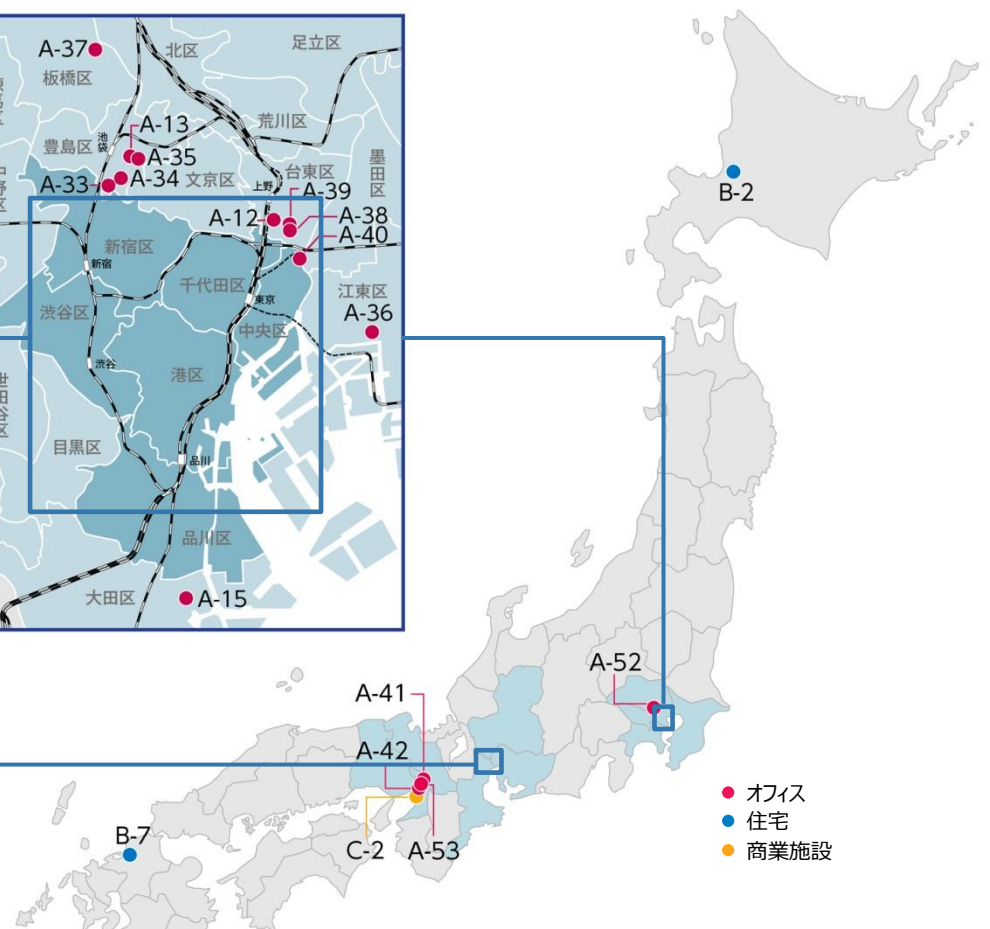 A-37
北区
足立区
板橋区
A-13
荒川区
豊島区
池袋
A-35
墨田区
台東区
A-34
文京区
上野
A-33
A-39
A-12
A-38
A-40
新宿区
新宿
千代田区
江東区
東京
A-36
渋谷区
中央区
渋谷
港区
世田谷区
目黒区
品川
品川区
大田区
A-15
B-2
A-52
A-41
A-42
B-7
C-2
A-53
オフィス
住宅
商業施設